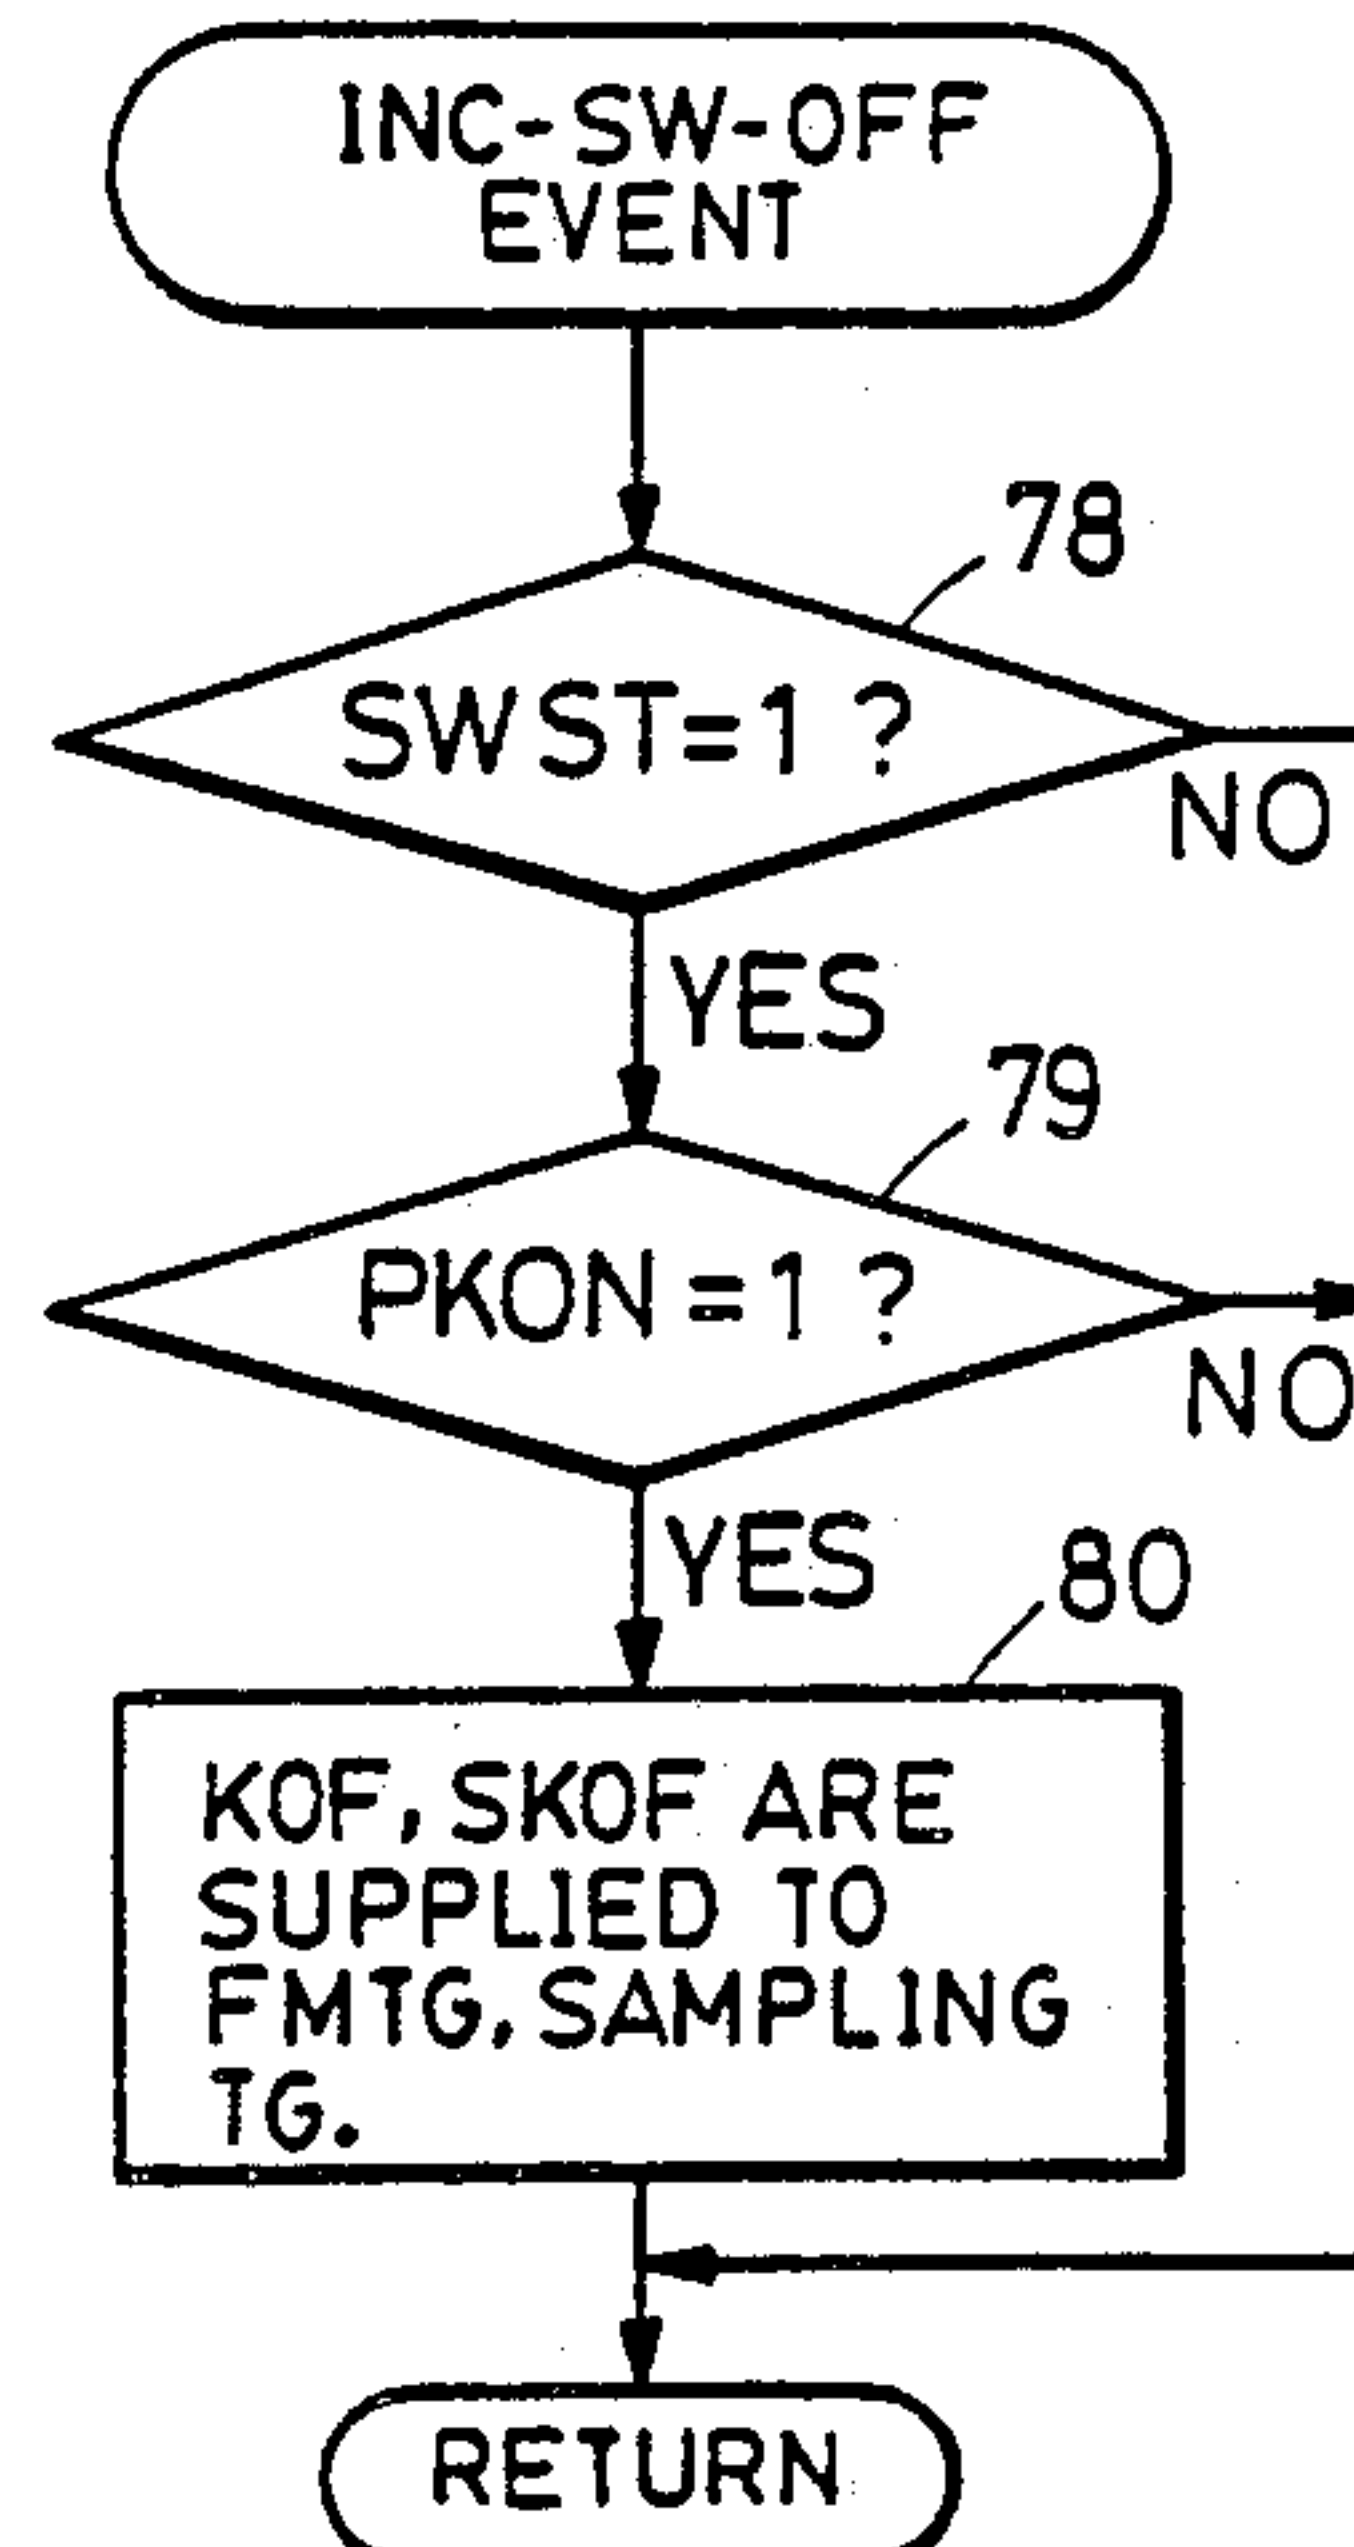 INC-SW-OFF
EVENT
78
SWST=1 ?
NO
YES
79
PKON=1 ?
NO
YES
80
KOF, SKOF ARE
SUPPLIED TO
FMTG, SAMPLING
TG.
RETURN